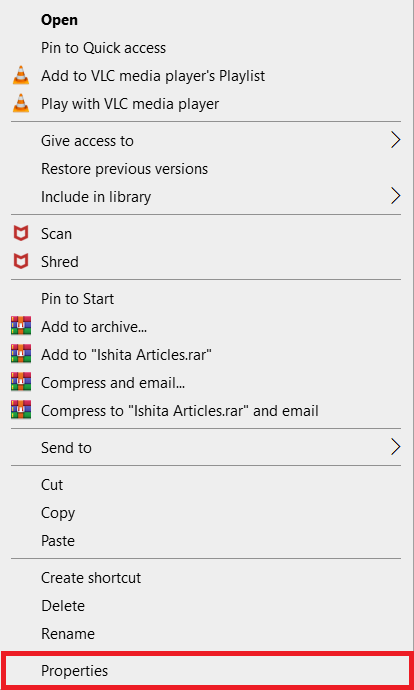 Open
Pin to Quick access
Add to VLC media player's Playlist
Play with VLC media player
Give access to
Restore previous versions
Include in library
Scan
Shred
Pin to Start
Add to archive...
Add to "Ishita Articles.rar"
Compress and email...
Compress to "Ishita Articles.rar" and email
Send to
Cut
Copy
Paste
Create shortcut
Delete
Rename
Properties